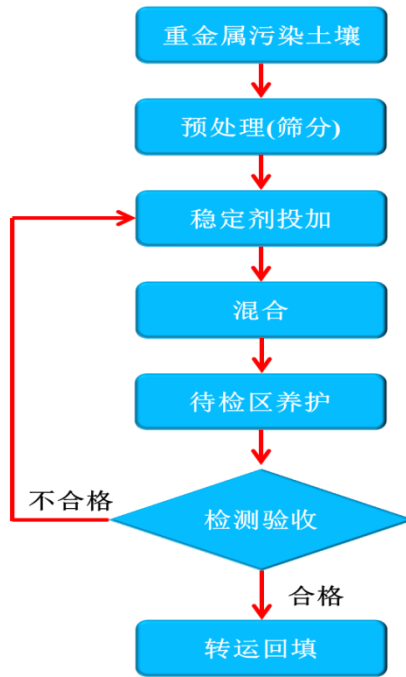 重金属污染土壤
预处理(筛分)
稳定剂投加
混合
待检区养护
不合格
检测验收
合格
转运回填